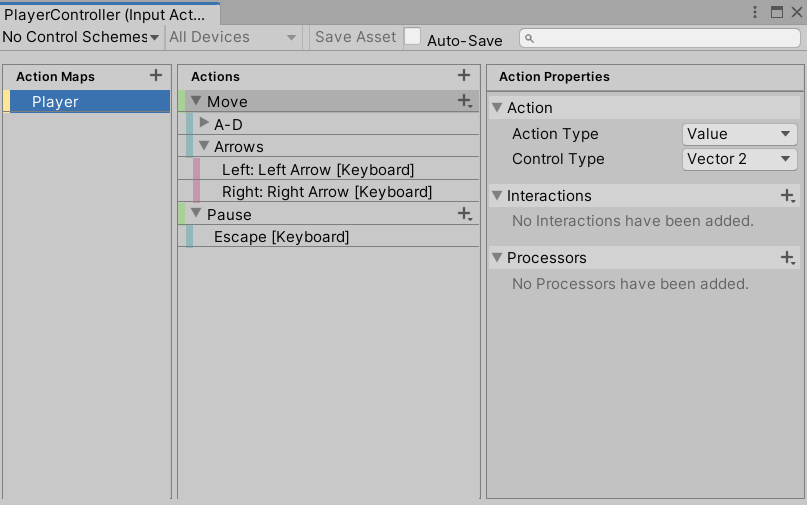 PlayerController (Input Act...
No Control Schemes
All Devices
Save Asset
Auto-Save
Action Maps
Player
Actions
Move
A-D
Arrows
Left: Left Arrow [Keyboard]
Right: Right Arrow [Keyboard]
Pause
Escape [Keyboard]
Action Properties
Action
Action Type Value
Control Type Vector 2
Interactions
No Interactions have been added.
Processors
No Processors have been added.